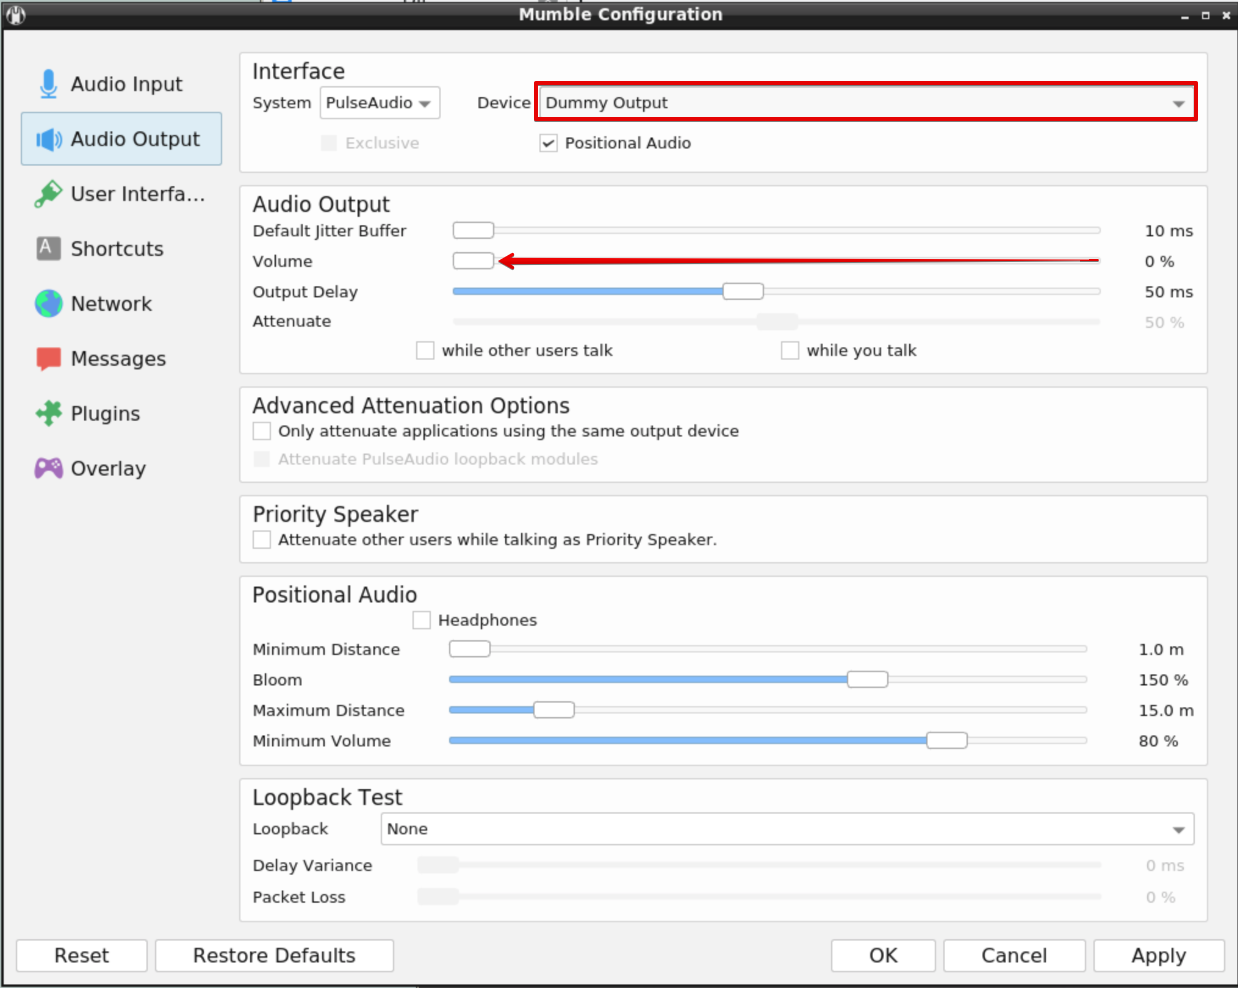 Mumble Configuration
Audio Input
Audio Output
User Interfa...
Shortcuts
Network
Messages
Plugins
Overlay
Interface
System PulseAudio Device Dummy Output
Exclusive Positional Audio
Audio Output
Default Jitter Buffer 10 ms
Volume 0 %
Output Delay 50 ms
Attenuate 50 %
while other users talk while you talk
Advanced Attenuation Options
Only attenuate applications using the same output device
Attenuate PulseAudio loopback modules
Priority Speaker
Attenuate other users while talking as Priority Speaker.
Positional Audio
Headphones
Minimum Distance 1.0 m
Bloom 150 %
Maximum Distance 15.0 m
Minimum Volume 80 %
Loopback Test
Loopback None
Delay Variance 0 ms
Packet Loss 0 %
Reset Restore Defaults OK Cancel Apply